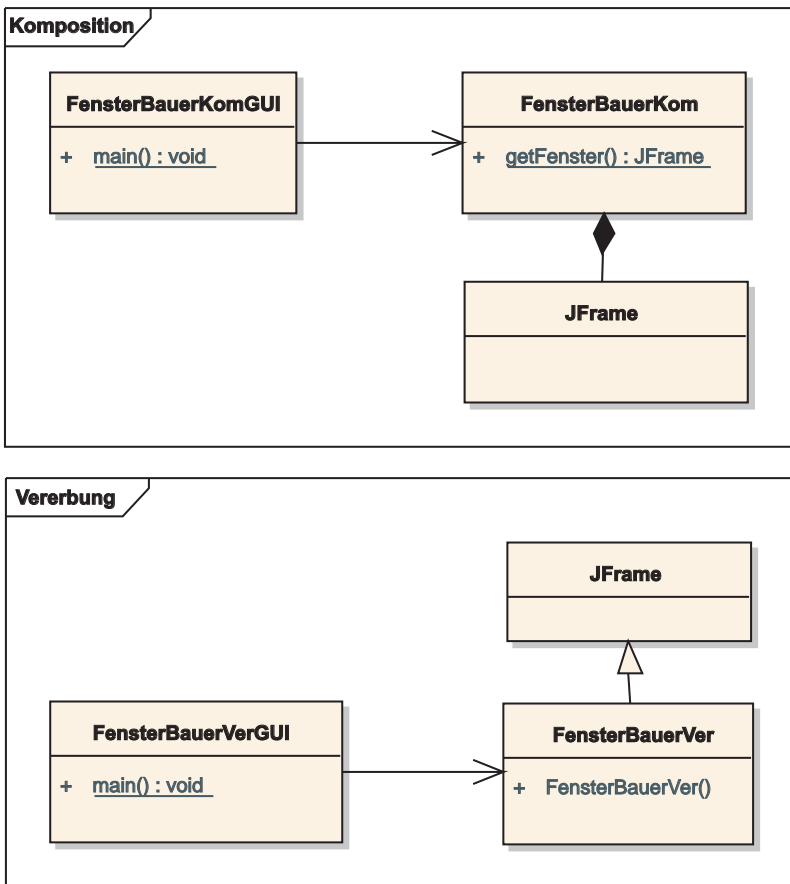 Komposition
FensterBauerKomGUI
+ main() : void
FensterBauerKom
+ getFenster() : JFrame
JFrame
Vererbung
JFrame
FensterBauerVerGUI
+ main() : void
FensterBauerVer
+ FensterBauerVer()